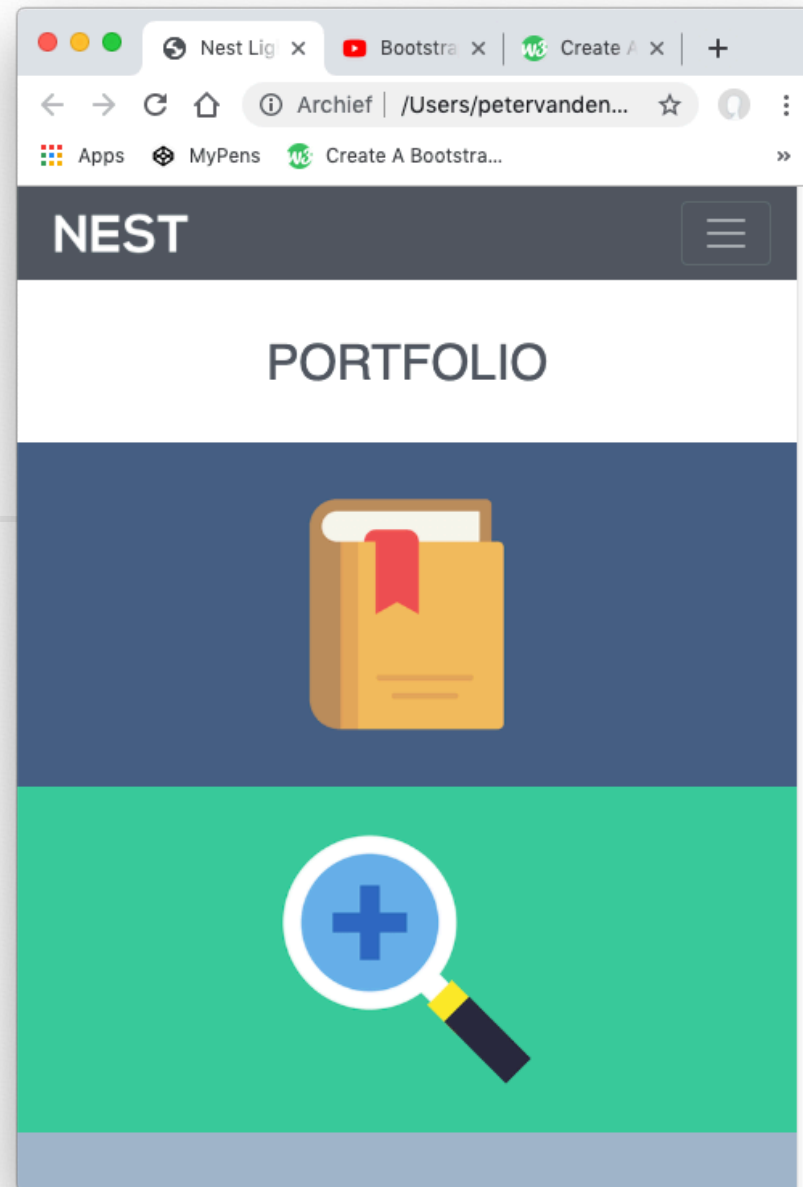 Nest Lig Bootstra Create A
Archief /Users/petervanden...
Apps MyPens Create A Bootstra...
NEST
PORTFOLIO